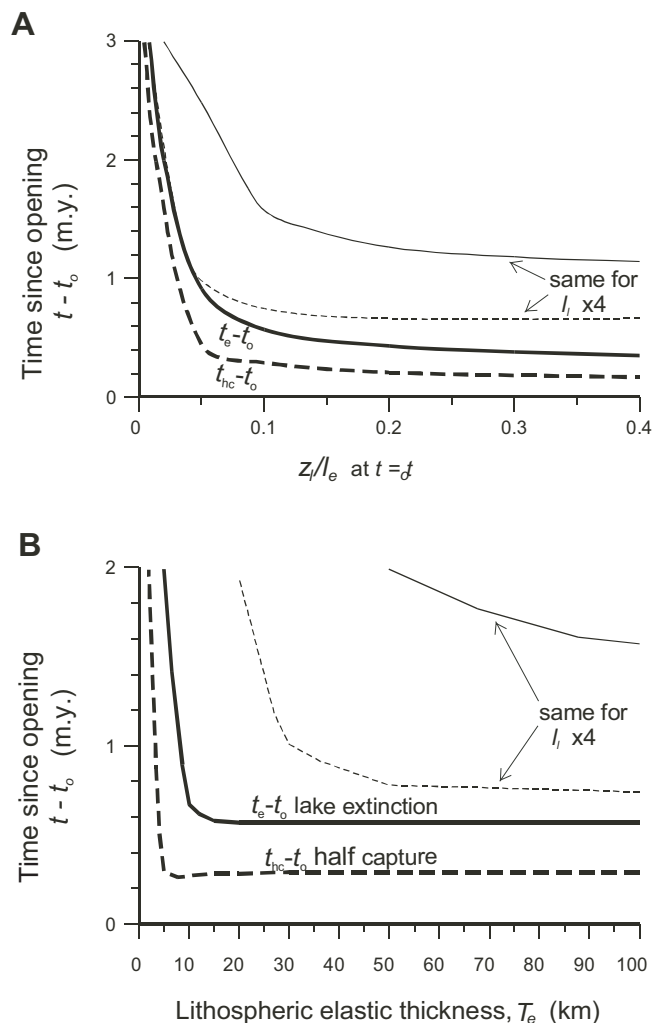 A
3
2
1
0
Time since opening
t - to (m.y.)
same for
ll x4
te-to
thc-to
0 0.1 0.2 0.3 0.4
zl/le at t =ot
B
2
1
0
Time since opening
t - to (m.y.)
same for
ll x4
te-to lake extinction
thc-to half capture
0 10 20 30 40 50 60 70 80 90 100
Lithospheric elastic thickness, Te (km)